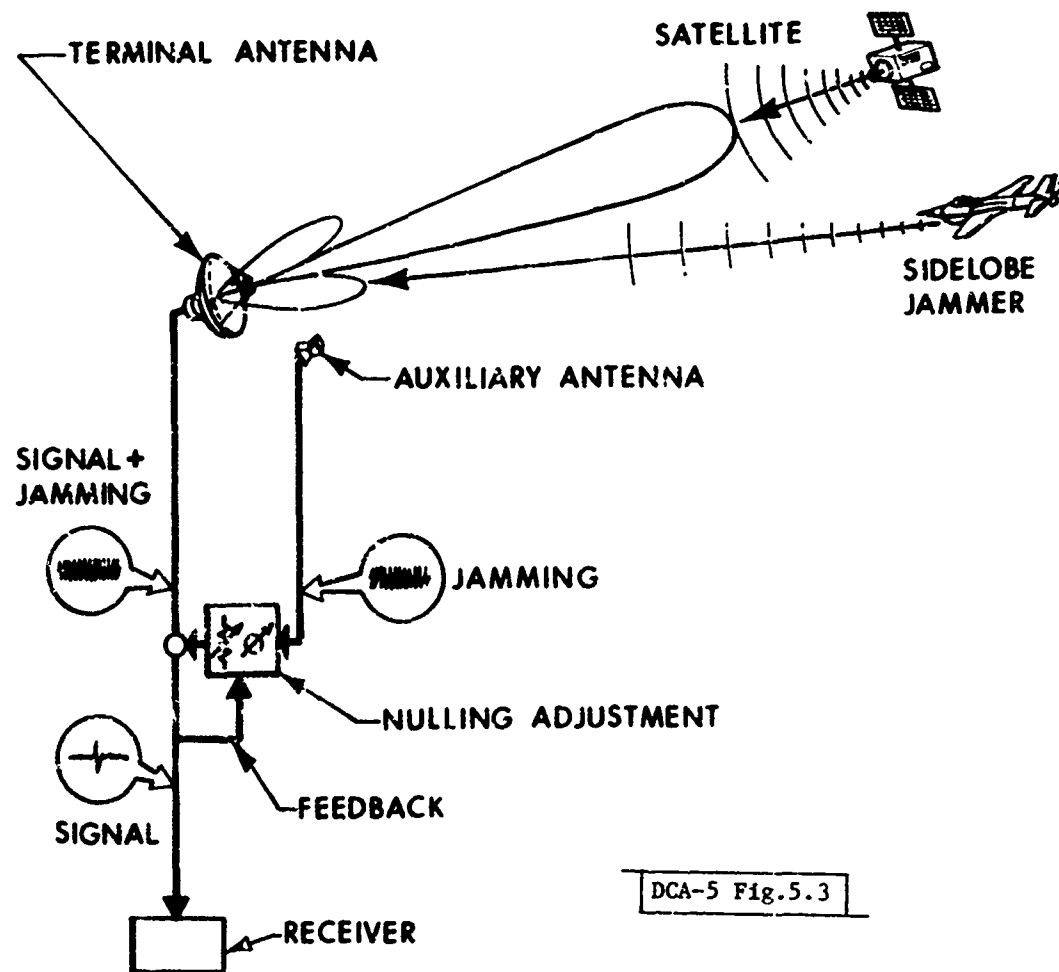 TERMINAL ANTENNA
SATELLITE
SIDELOBE
JAMMER
AUXILIARY ANTENNA
SIGNAL +
JAMMING
JAMMING
NULLING ADJUSTMENT
FEEDBACK
SIGNAL
DCA-5 Fig.5.3
RECEIVER